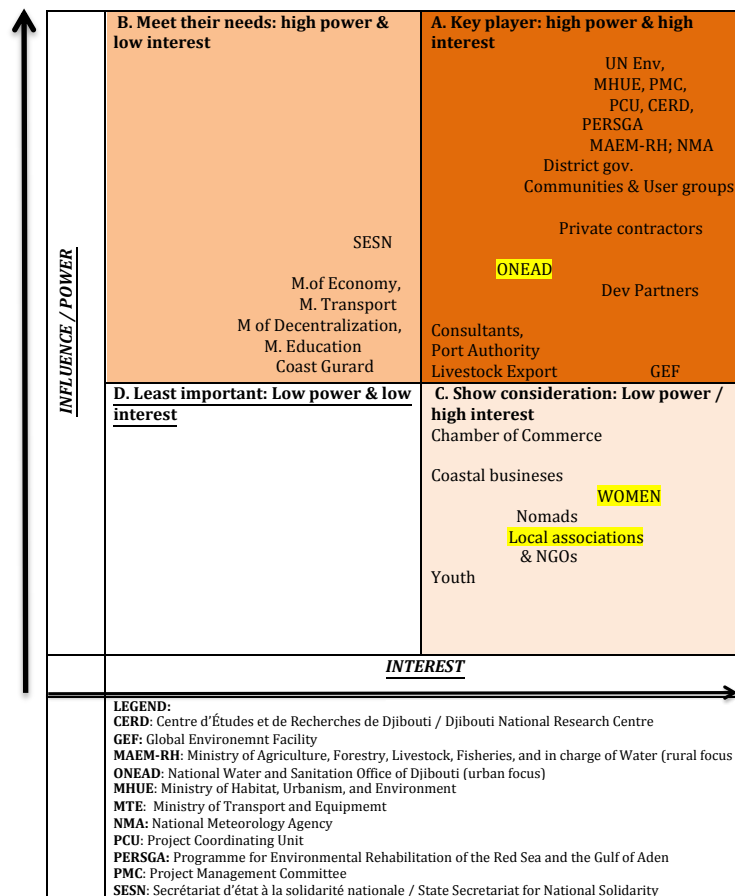 B. Meet their needs: high power &
low interest
A. Key player: high power & high
interest
UN Env,
MHUE, PMC,
PCU, CERD,
PERSGA
MAEM-RH; NMA
District gov.
Communities & User groups
Private contractors
SESN
ONEAD
M.of Economy,
Dev Partners
M. Transport
M of Decentralization,
M. Education
Coast Gurard
Consultants,
Port Authority
Livestock Export GEF
INFLUENCE / POWER
D. Least important: Low power & low
interest
C. Show consideration: Low power /
high interest
Chamber of Commerce
Coastal busineses
WOMEN
Nomads
Local associations
& NGOs
Youth
INTEREST
LEGEND:
CERD: Centre d'Études et de Recherches de Djibouti / Djibouti National Research Centre
GEF: Global Environemnt Facility
MAEM-RH: Ministry of Agriculture, Forestry, Livestock, Fisheries, and in charge of Water (rural focus
ONEAD: National Water and Sanitation Office of Djibouti (urban focus)
MHUE: Ministry of Habitat, Urbanism, and Environment
MTE: Ministry of Transport and Equipmemt
NMA: National Meteorology Agency
PCU: Project Coordinating Unit
PERSGA: Programme for Environmental Rehabilitation of the Red Sea and the Gulf of Aden
PMC: Project Management Committee
SESN: Secrétariat d'état à la solidarité nationale / State Secretariat for National Solidarity